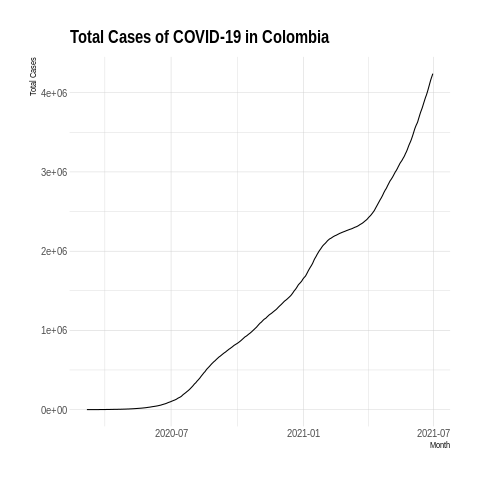 Total Cases of COVID-19 in Colombia
Total Cases
4e+06
3e+06
2e+06
1e+06
0e+00
2020-07
2021-01
2021-07
Month